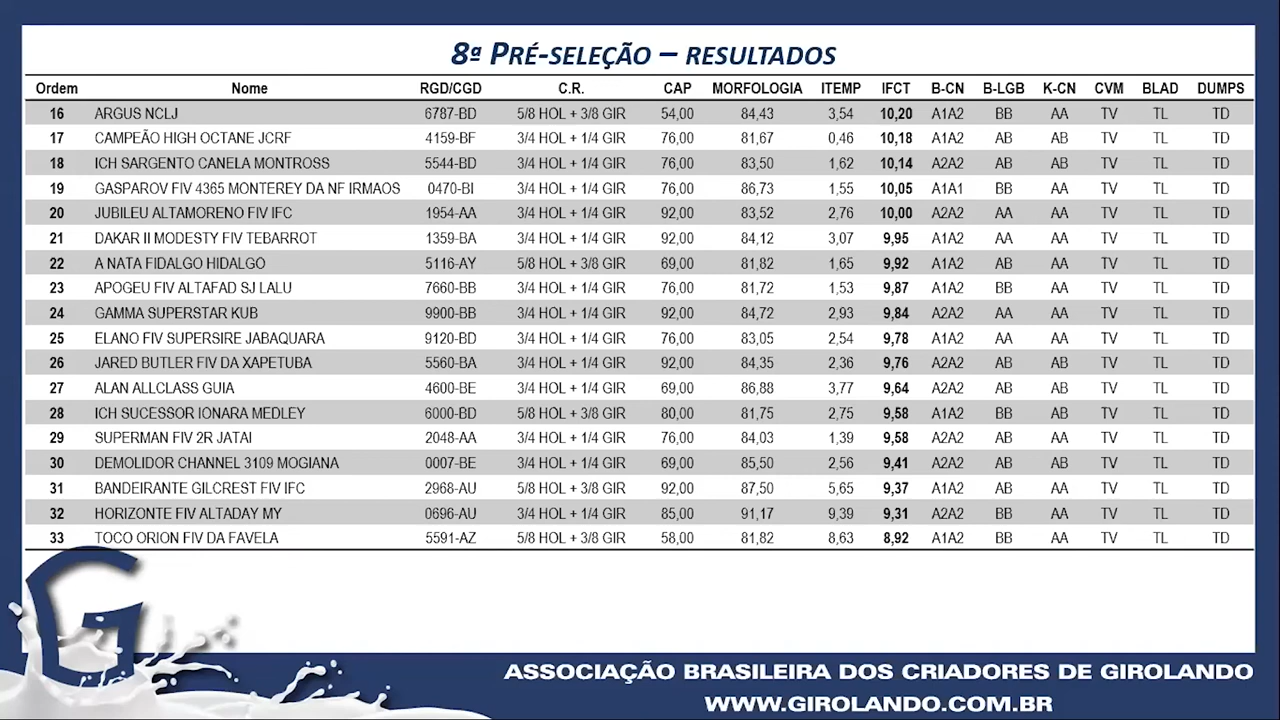 8ª PRÉ-SELEÇÃO – RESULTADOS
Ordem Nome RGD/CGD C.R. CAP MORFOLOGIA ITEMP IFCT B-CN B-LGB K-CN CVM BLAD DUMPS
16 ARGUS NCLJ 6787-BD 5/8 HOL + 3/8 GIR 54,00 84,43 3,54 10,20 A1A2 BB AA TV TL TD
17 CAMPEÃO HIGH OCTANE JCRF 4159-BF 3/4 HOL + 1/4 GIR 76,00 81,67 0,46 10,18 A1A2 AB AB TV TL TD
18 ICH SARGENTO CANELA MONTROSS 5544-BD 3/4 HOL + 1/4 GIR 76,00 83,50 1,62 10,14 A2A2 AB AB TV TL TD
19 GASPAROV FIV 4365 MONTEREY DA NF IRMAOS 0470-BI 3/4 HOL + 1/4 GIR 76,00 86,73 1,55 10,05 A1A1 BB AA TV TL TD
20 JUBILEU ALTAMORENO FIV IFC 1954-AA 3/4 HOL + 1/4 GIR 92,00 83,52 2,76 10,00 A2A2 AA AA TV TL TD
21 DAKAR II MODESTY FIV TEBARROT 1359-BA 3/4 HOL + 1/4 GIR 92,00 84,12 3,07 9,95 A1A2 AA AA TV TL TD
22 A NATA FIDALGO HIDALGO 5116-AY 5/8 HOL + 3/8 GIR 69,00 81,82 1,65 9,92 A1A2 AB AA TV TL TD
23 APOGEU FIV ALTAFAD SJ LALU 7660-BB 3/4 HOL + 1/4 GIR 76,00 81,72 1,53 9,87 A1A2 BB AA TV TL TD
24 GAMMA SUPERSTAR KUB 9900-BB 3/4 HOL + 1/4 GIR 92,00 84,72 2,93 9,84 A2A2 AA AA TV TL TD
25 ELANO FIV SUPERSIRE JABAQUARA 9120-BD 3/4 HOL + 1/4 GIR 76,00 83,05 2,54 9,78 A1A2 AA AA TV TL TD
26 JARED BUTLER FIV DA XAPETUBA 5560-BA 3/4 HOL + 1/4 GIR 92,00 84,35 2,36 9,76 A2A2 AB AB TV TL TD
27 ALAN ALLCLASS GUIA 4600-BE 3/4 HOL + 1/4 GIR 69,00 86,88 3,77 9,64 A2A2 AB AB TV TL TD
28 ICH SUCESSOR IONARA MEDLEY 6000-BD 5/8 HOL + 3/8 GIR 80,00 81,75 2,75 9,58 A1A2 BB AB TV TL TD
29 SUPERMAN FIV 2R JATAI 2048-AA 3/4 HOL + 1/4 GIR 76,00 84,03 1,39 9,58 A2A2 AB AA TV TL TD
30 DEMOLIDOR CHANNEL 3109 MOGIANA 0007-BE 3/4 HOL + 1/4 GIR 69,00 85,50 2,56 9,41 A2A2 AB AB TV TL TD
31 BANDEIRANTE GILCREST FIV IFC 2968-AU 5/8 HOL + 3/8 GIR 92,00 87,50 5,65 9,37 A1A2 AB AA TV TL TD
32 HORIZONTE FIV ALTADAY MY 0696-AU 3/4 HOL + 1/4 GIR 85,00 91,17 9,39 9,31 A2A2 BB AA TV TL TD
33 TOCO ORION FIV DA FAVELA 5591-AZ 5/8 HOL + 3/8 GIR 58,00 81,82 8,63 8,92 A1A2 BB AA TV TL TD
G
ASSOCIAÇÃO BRASILEIRA DOS CRIADORES DE GIROLANDO
WWW.GIROLANDO.COM.BR